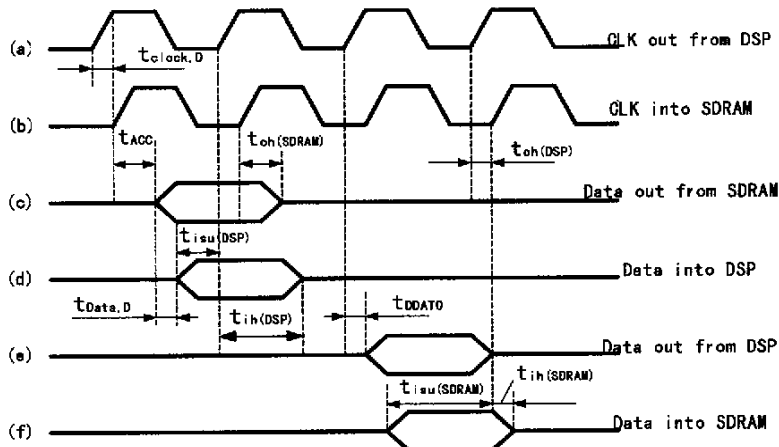 (a) CLK out from DSP
tclock,D
(b) CLK into SDRAM
tACC
toh(SDRAM)
toh(DSP)
(c) Data out from SDRAM
tisu(DSP)
(d) Data into DSP
tData,D
tih(DSP)
tDDATO
(e) Data out from DSP
tisu(SDRAM)
tih(SDRAM)
(f) Data into SDRAM